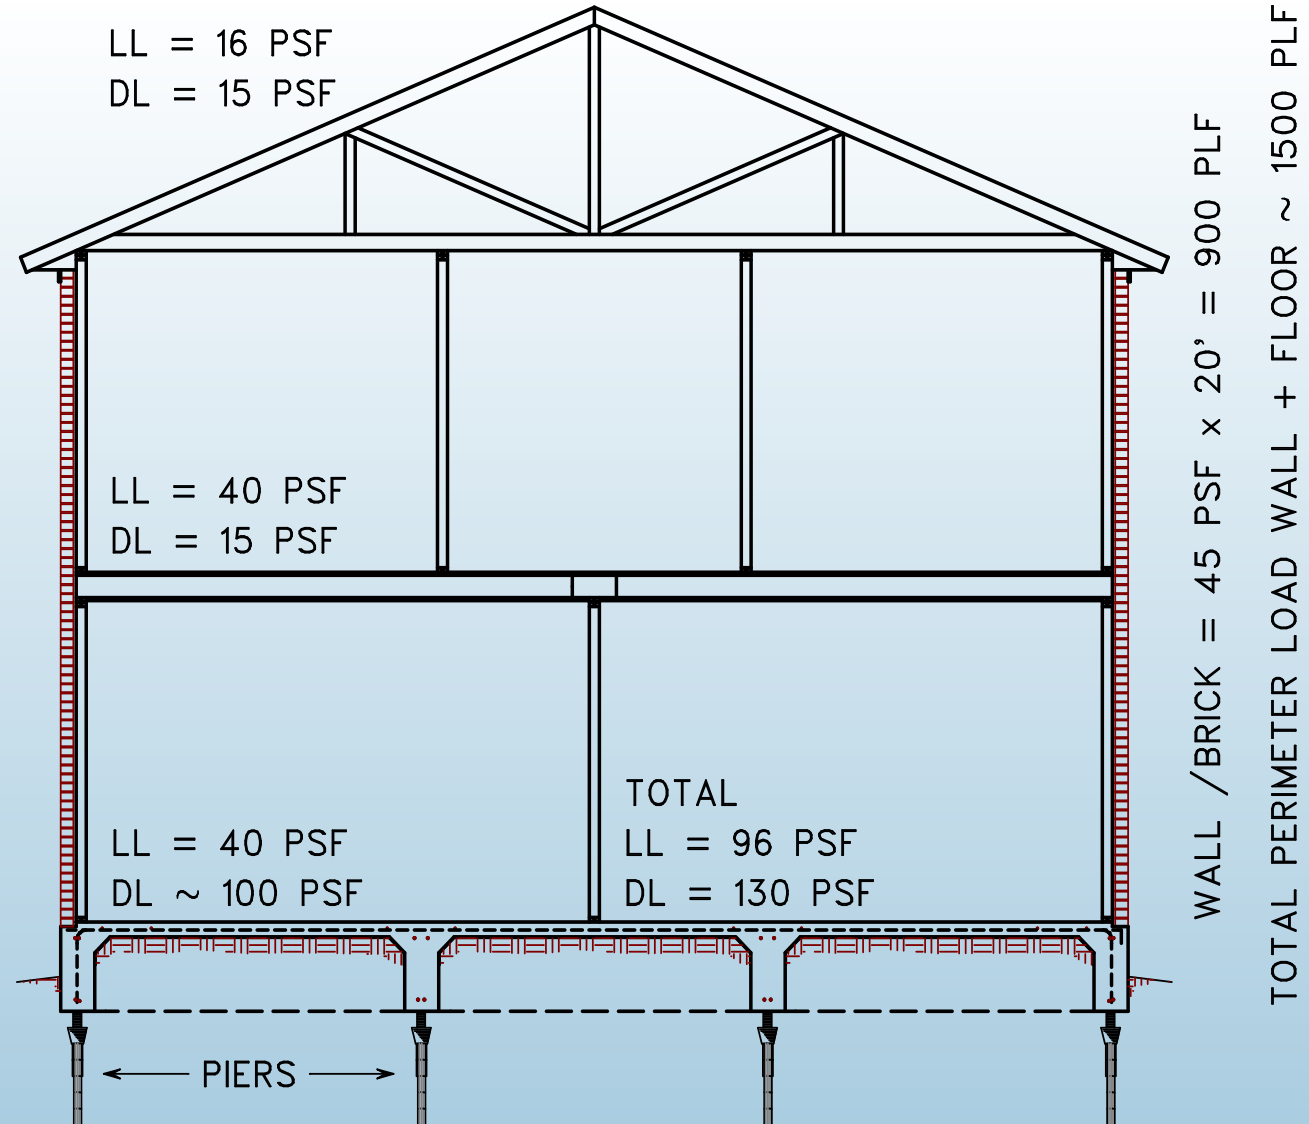 LL = 16 PSF
DL = 15 PSF
LL = 40 PSF
DL = 15 PSF
LL = 40 PSF
DL ~ 100 PSF
TOTAL
LL = 96 PSF
DL = 130 PSF
PIERS
WALL /BRICK = 45 PSF x 20' = 900 PLF
TOTAL PERIMETER LOAD WALL + FLOOR ~ 1500 PLF